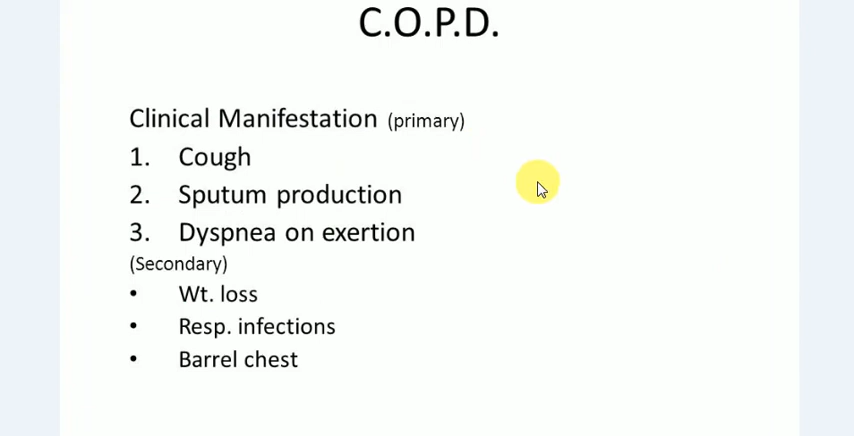 C.O.P.D.
Clinical Manifestation (primary)
1. Cough
2. Sputum production
3. Dyspnea on exertion
(Secondary)
• Wt. loss
• Resp. infections
• Barrel chest